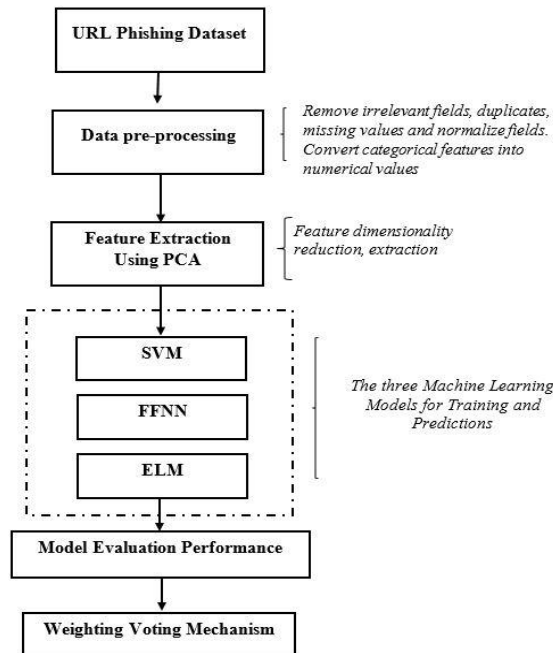 URL Phishing Dataset
Data pre-processing
Remove irrelevant fields, duplicates,
missing values and normalize fields.
Convert categorical features into
numerical values
Feature Extraction
Using PCA
Feature dimensionality
reduction, extraction
SVM
FFNN
ELM
The three Machine Learning
Models for Training and
Predictions
Model Evaluation Performance
Weighting Voting Mechanism